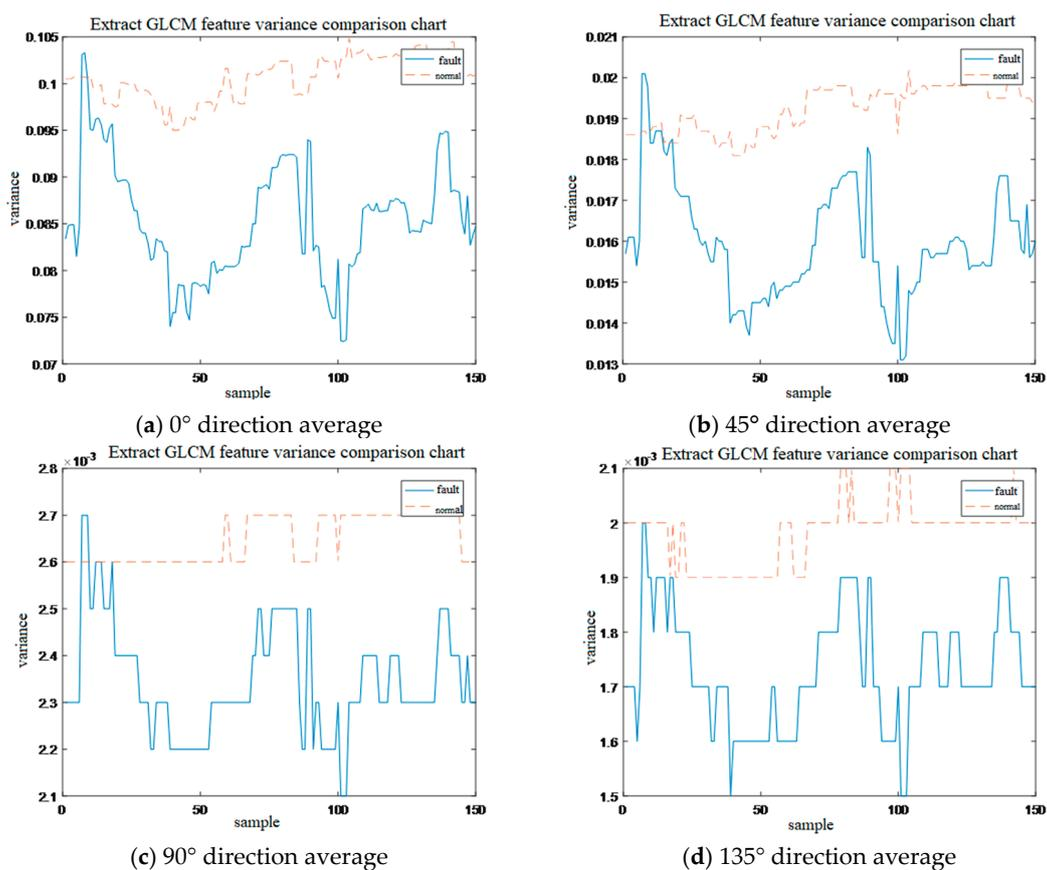 Extract GLCM feature variance comparison chart
0.105
0.1
0.095
0.09
0.085
0.08
0.075
0.07
variance
fault
normal
0 50 100 150
sample
(a) 0° direction average
Extract GLCM feature variance comparison chart
0.021
0.02
0.019
0.018
0.017
0.016
0.015
0.014
0.013
variance
fault
normal
0 50 100 150
sample
(b) 45° direction average
×10⁻³ Extract GLCM feature variance comparison chart
2.8
2.7
2.6
2.5
2.4
2.3
2.2
2.1
variance
fault
normal
0 50 100 150
sample
(c) 90° direction average
×10⁻³ Extract GLCM feature variance comparison chart
2.1
2
1.9
1.8
1.7
1.6
1.5
variance
fault
normal
0 50 100 150
sample
(d) 135° direction average